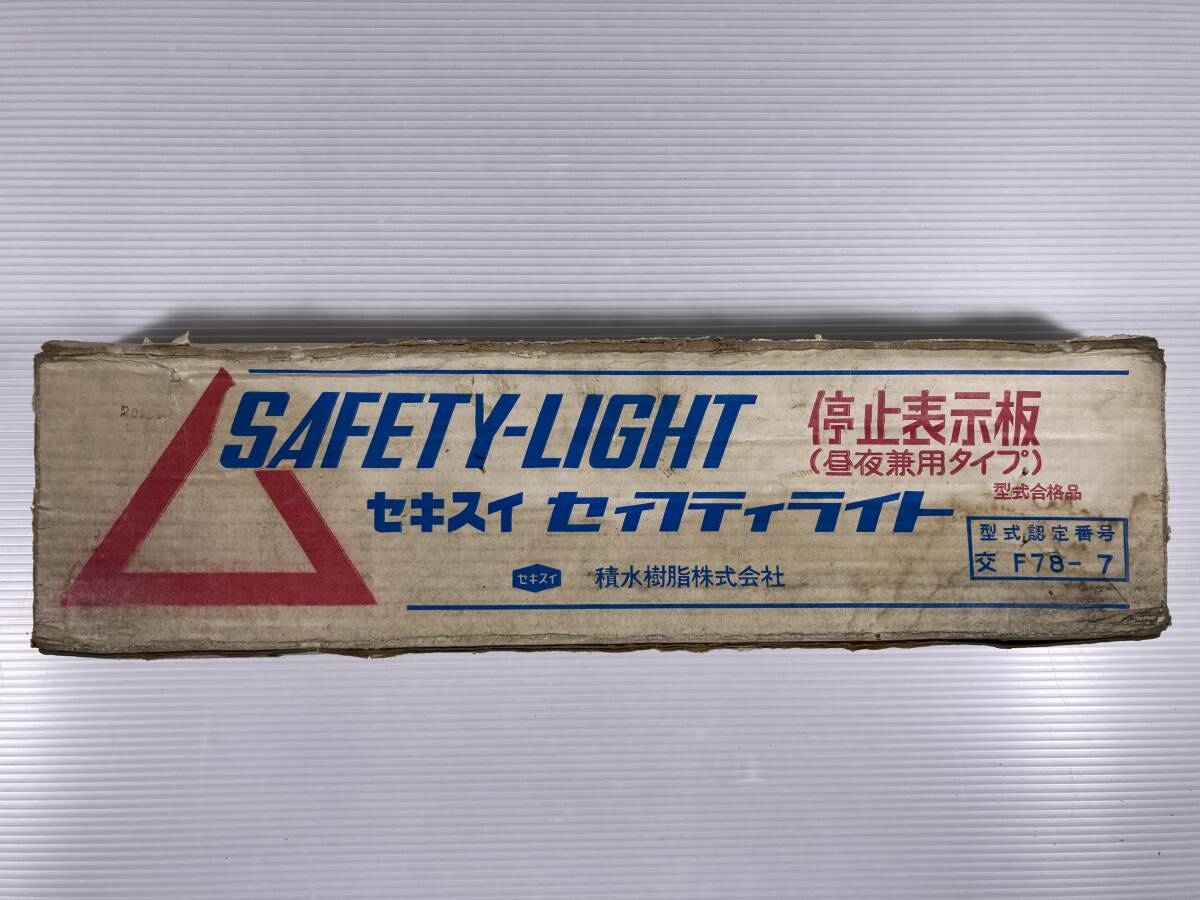 SAFETY-LIGHT
停止表示板
(昼夜兼用タイプ)
型式合格品
セキスイ セイフティライト
型式認定番号
交 F78-7
セキスイ 積水樹脂株式会社